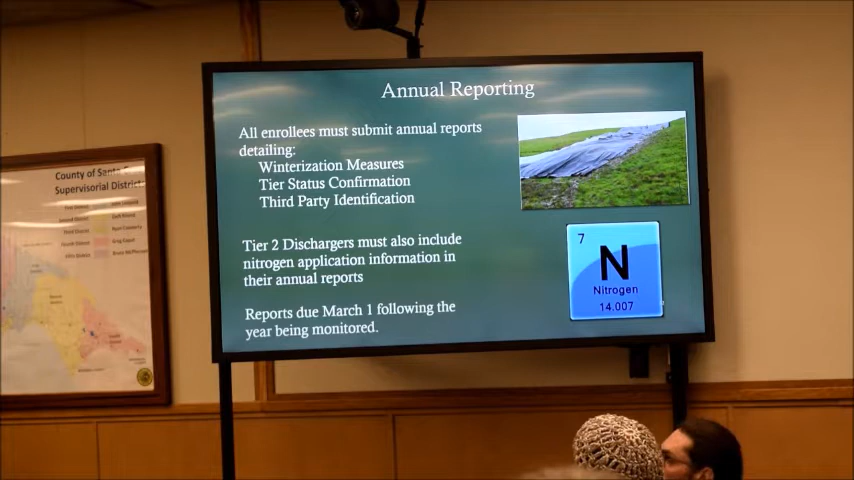 Annual Reporting
All enrollees must submit annual reports
detailing:
Winterization Measures
Tier Status Confirmation
Third Party Identification
Tier 2 Dischargers must also include
nitrogen application information in
their annual reports
Reports due March 1 following the
year being monitored.
7
N
Nitrogen
14.007
County of Santa
Supervisorial District